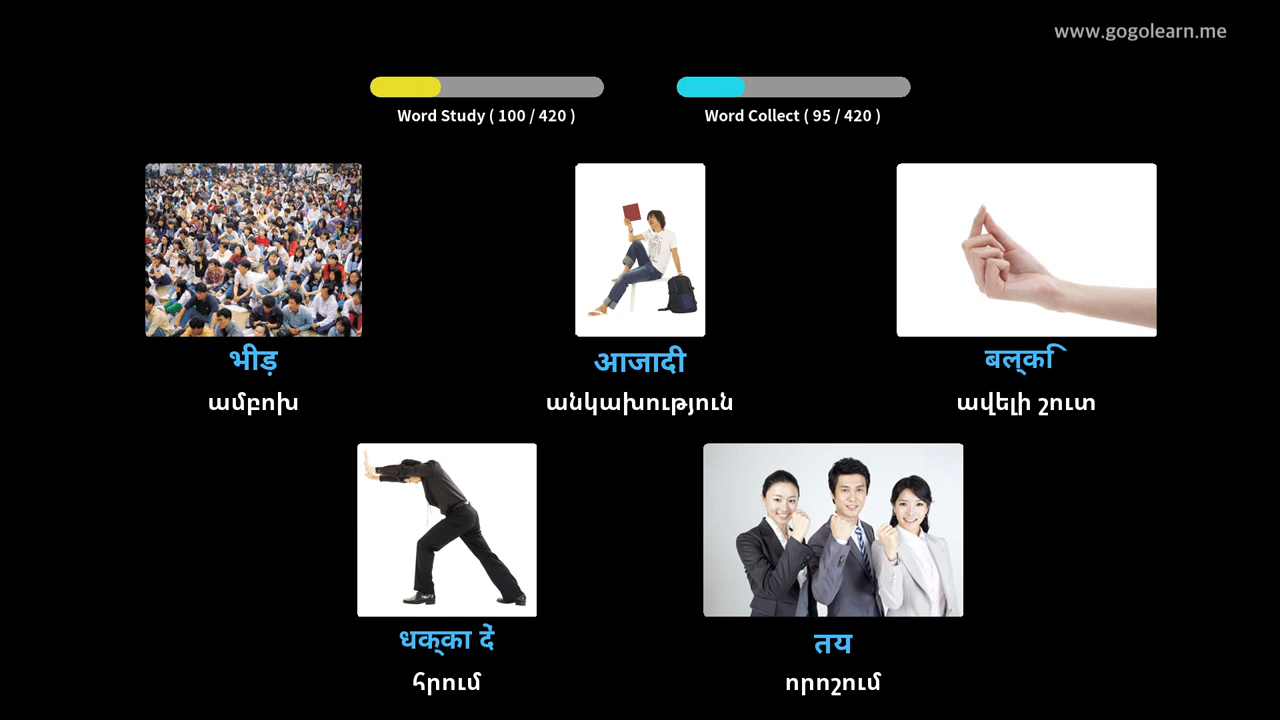 www.gogolearn.me
Word Study ( 100 / 420 )
Word Collect ( 95 / 420 )
भीड़
आजादी
बल्कि
ամբոխ
անկախություն
ավելի շուտ
धक्का दें
तय
հրում
որոշում